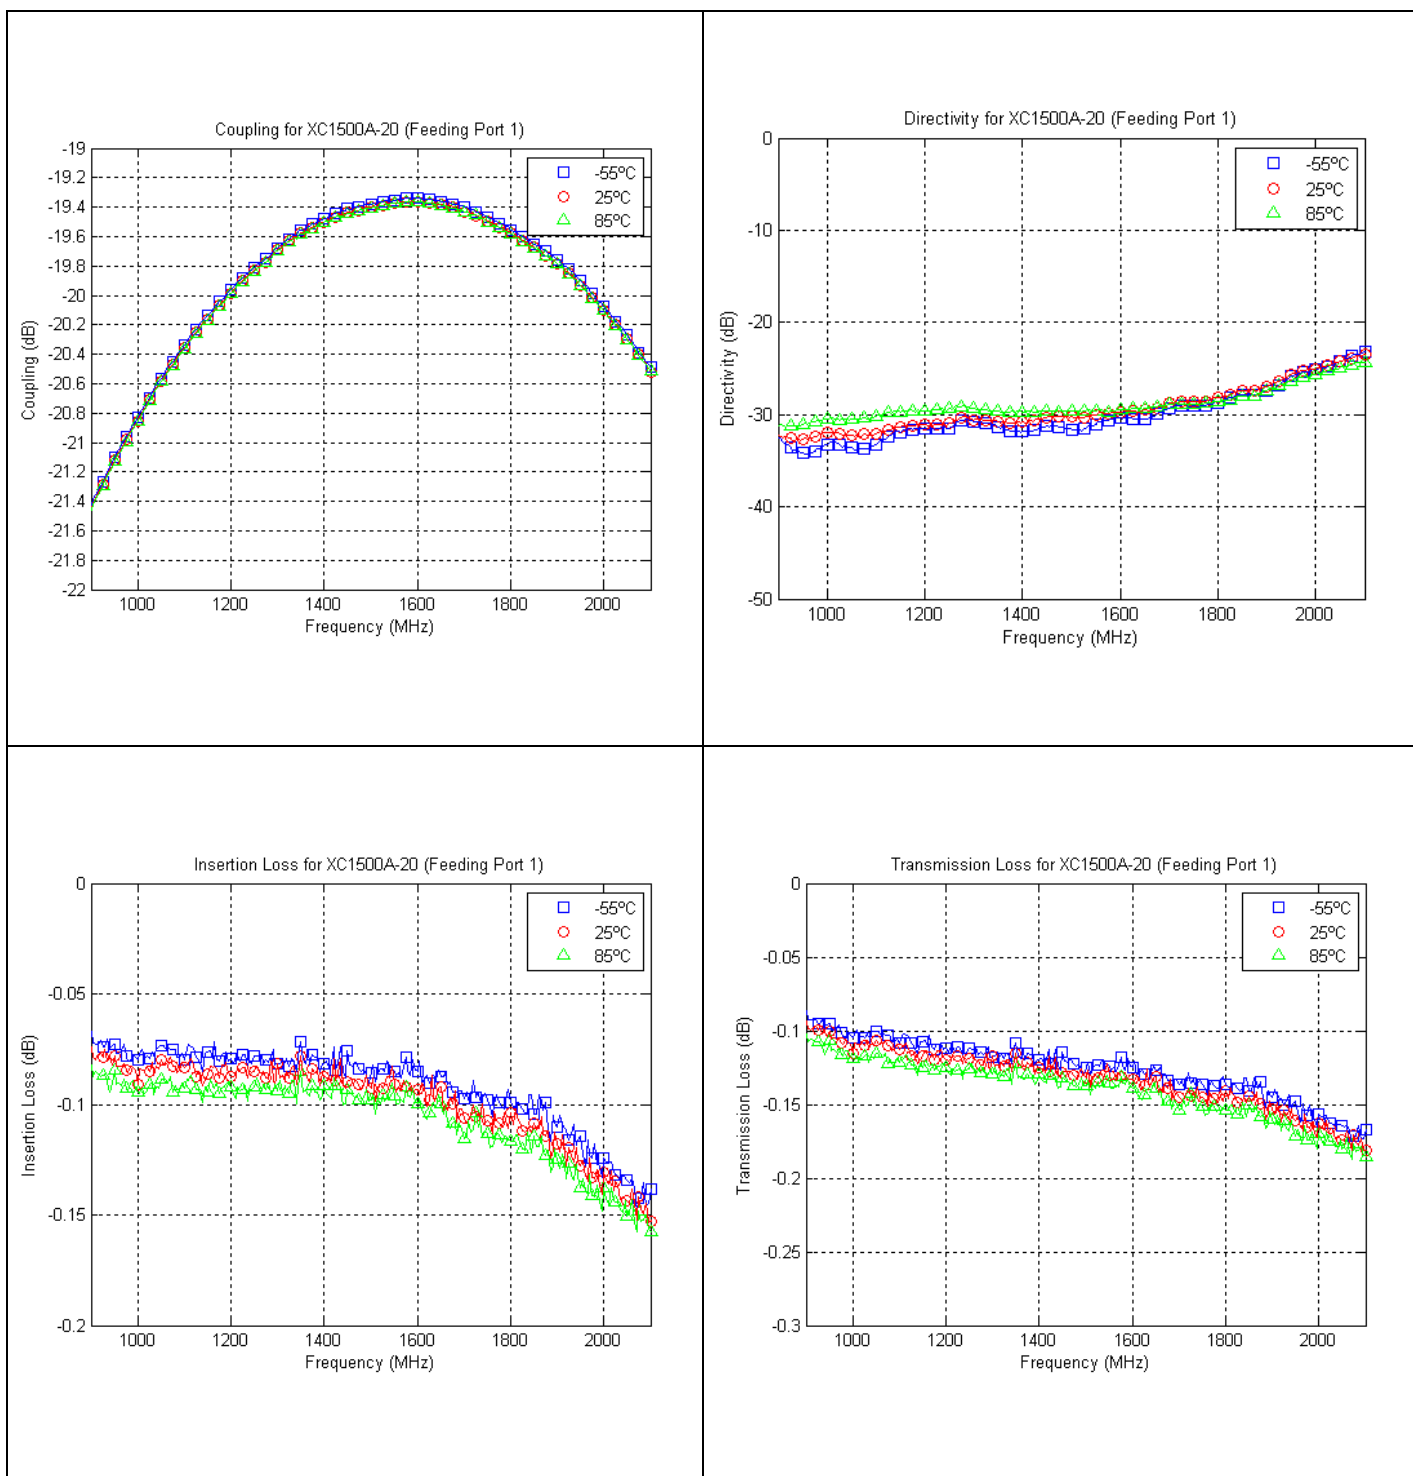 Coupling for XC1500A-20 (Feeding Port 1)
-19
-19.2
-19.4
-19.6
-19.8
-20
-20.2
-20.4
-20.6
-20.8
-21
-21.2
-21.4
-21.6
-21.8
-22
Coupling (dB)
1000 1200 1400 1600 1800 2000
Frequency (MHz)
-55ºC
25ºC
85ºC
Directivity for XC1500A-20 (Feeding Port 1)
0
-10
-20
-30
-40
-50
Directivity (dB)
1000 1200 1400 1600 1800 2000
Frequency (MHz)
-55ºC
25ºC
85ºC
Insertion Loss for XC1500A-20 (Feeding Port 1)
0
-0.05
-0.1
-0.15
-0.2
Insertion Loss (dB)
1000 1200 1400 1600 1800 2000
Frequency (MHz)
-55ºC
25ºC
85ºC
Transmission Loss for XC1500A-20 (Feeding Port 1)
0
-0.05
-0.1
-0.15
-0.2
-0.25
-0.3
Transmission Loss (dB)
1000 1200 1400 1600 1800 2000
Frequency (MHz)
-55ºC
25ºC
85ºC